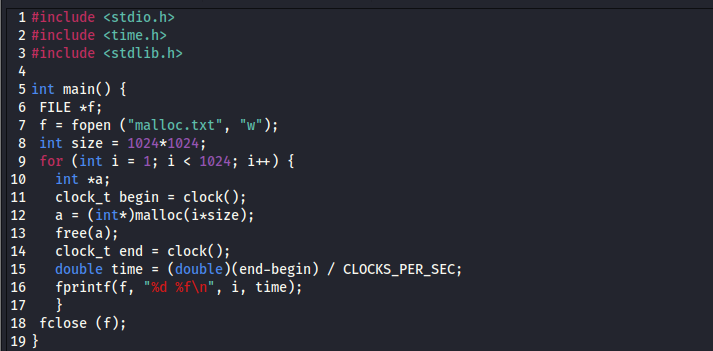 1 #include <stdio.h>
2 #include <time.h>
3 #include <stdlib.h>
4
5 int main() {
6  FILE *f;
7  f = fopen ("malloc.txt", "w");
8  int size = 1024*1024;
9  for (int i = 1; i < 1024; i++) {
10   int *a;
11   clock_t begin = clock();
12   a = (int*)malloc(i*size);
13   free(a);
14   clock_t end = clock();
15   double time = (double)(end-begin) / CLOCKS_PER_SEC;
16   fprintf(f, "%d %f\n", i, time);
17   }
18  fclose (f);
19 }